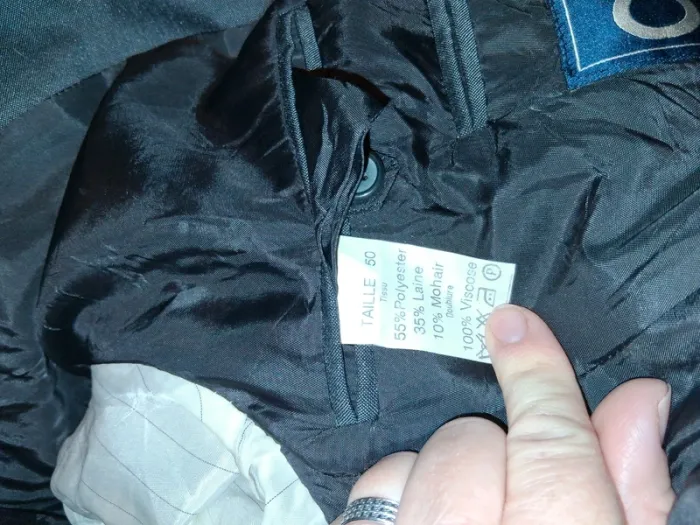 TAILLE 50
Tissu
55%Polyester
35% Laine
10% Mohair
Doublure
100% Viscose
P